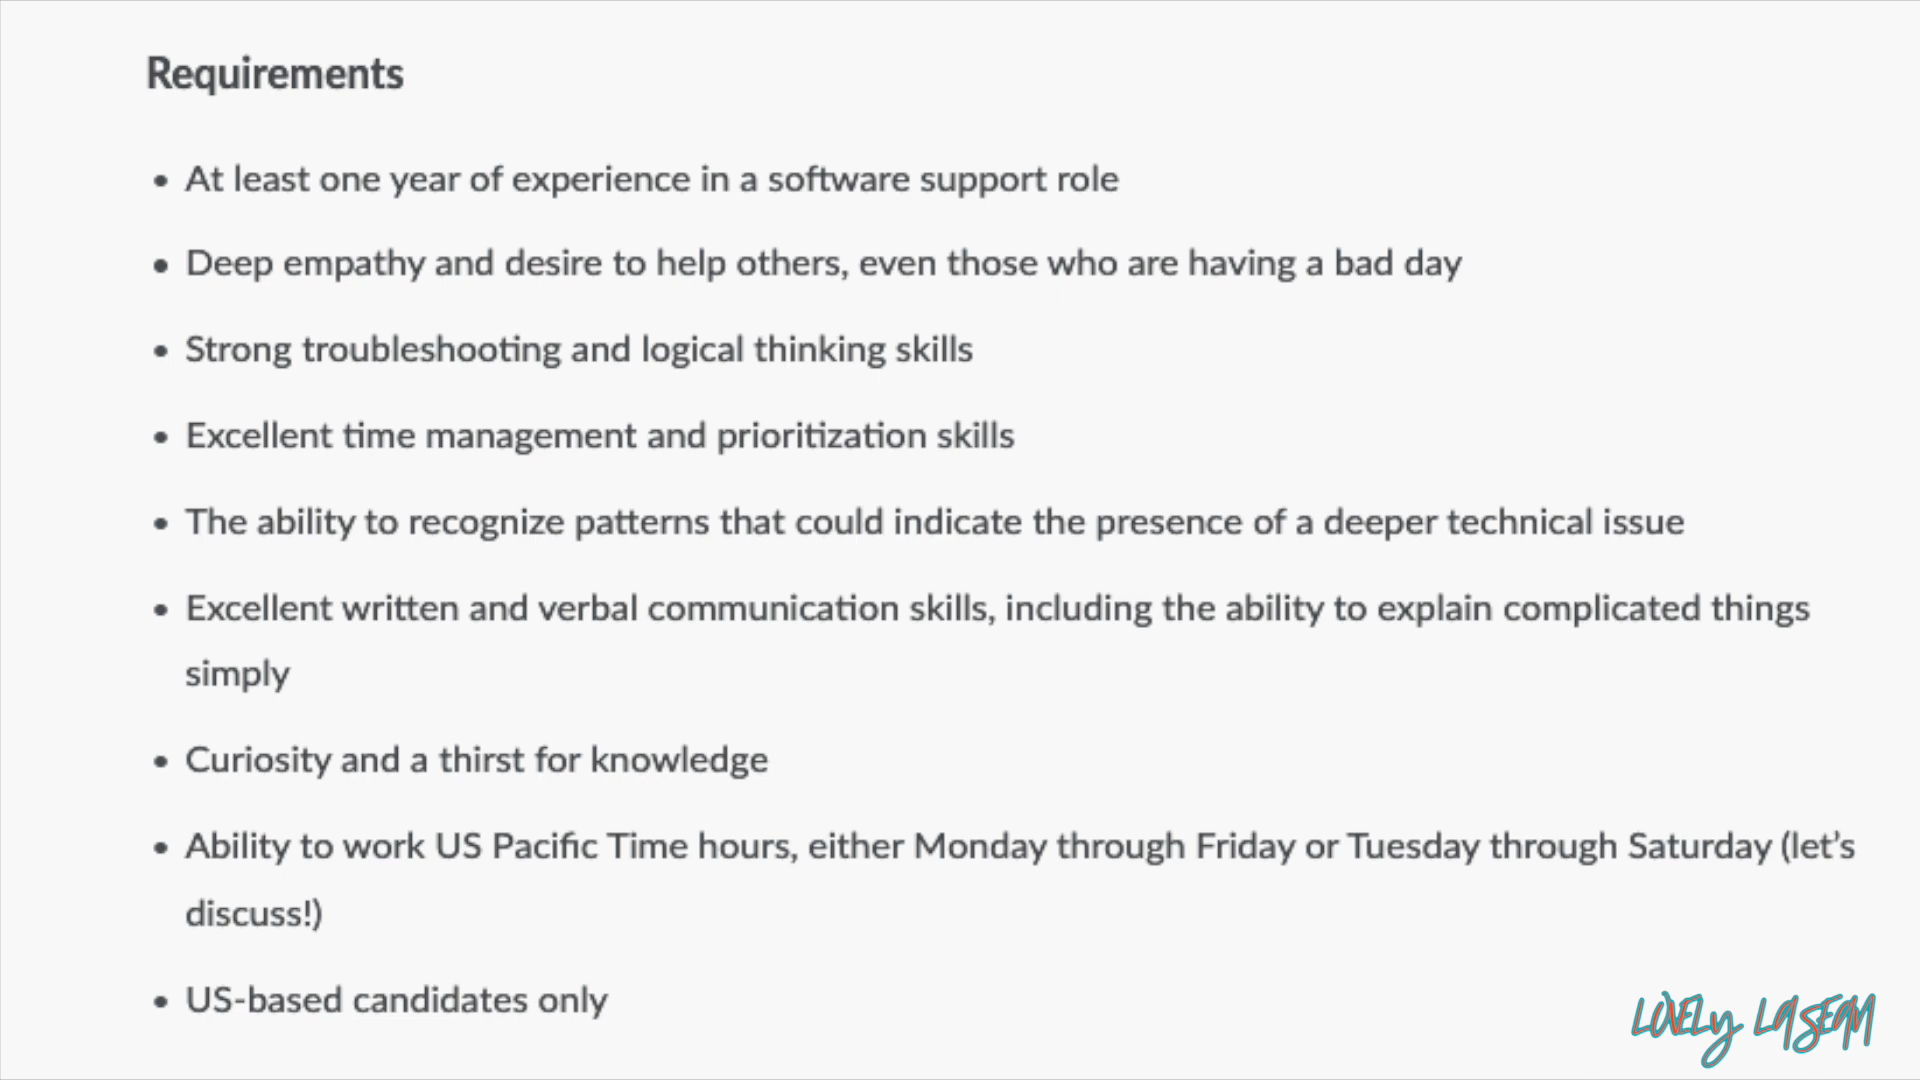 Requirements
• At least one year of experience in a software support role
• Deep empathy and desire to help others, even those who are having a bad day
• Strong troubleshooting and logical thinking skills
• Excellent time management and prioritization skills
• The ability to recognize patterns that could indicate the presence of a deeper technical issue
• Excellent written and verbal communication skills, including the ability to explain complicated things
simply
• Curiosity and a thirst for knowledge
• Ability to work US Pacific Time hours, either Monday through Friday or Tuesday through Saturday (let’s
discuss!)
• US-based candidates only
LOVELy LASEAN